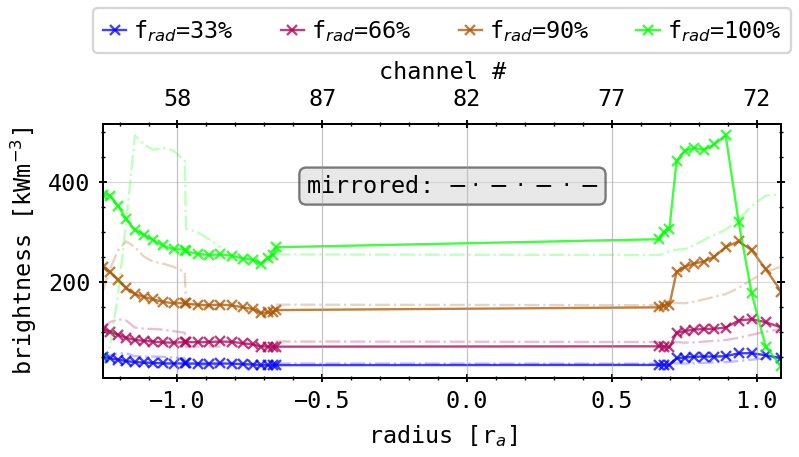 f_rad=33% f_rad=66% f_rad=90% f_rad=100%
channel #
58 87 82 77 72
mirrored: — · — · — · —
brightness [kWm⁻³]
400
200
−1.0 −0.5 0.0 0.5 1.0
radius [r_a]